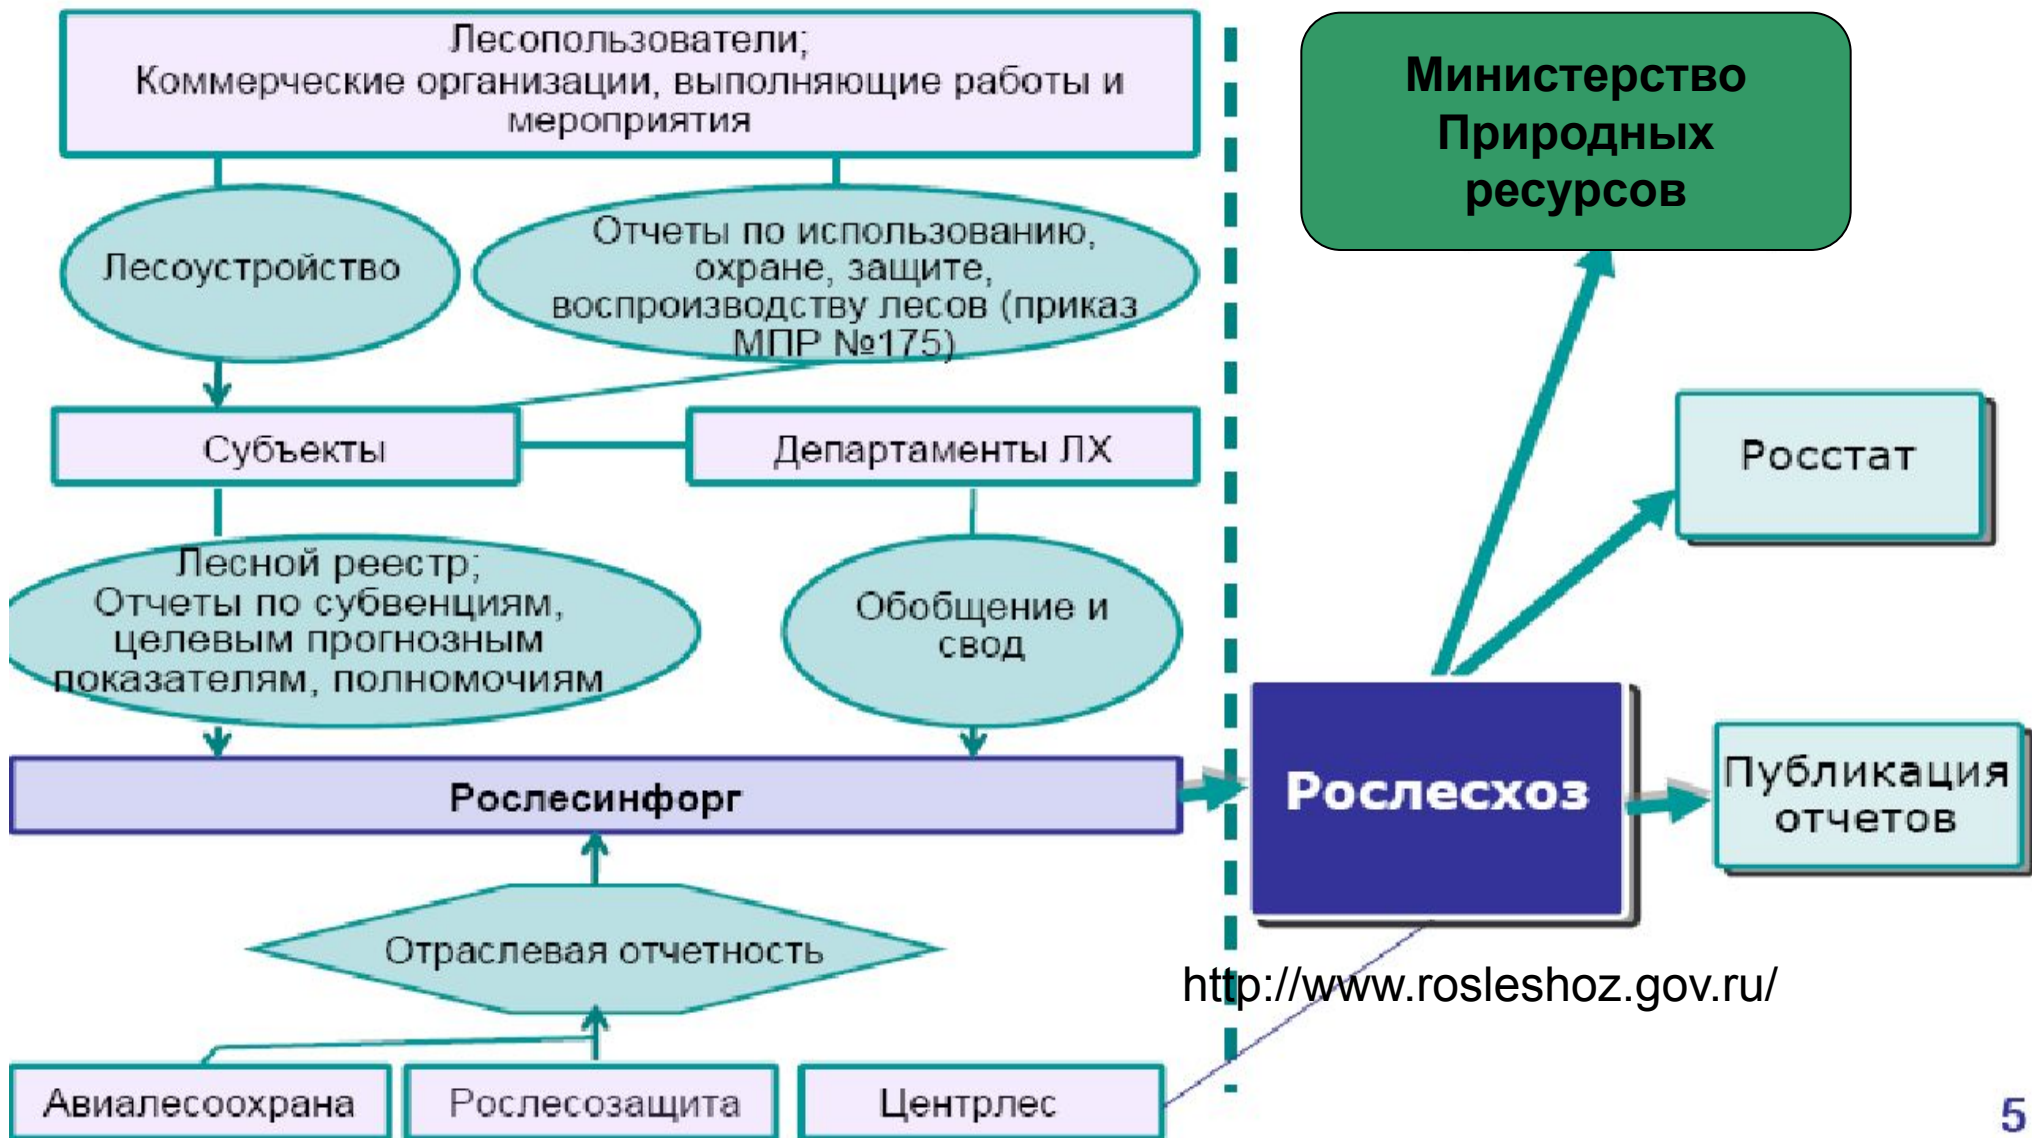 Лесопользователи;
Коммерческие организации, выполняющие работы и
мероприятия
Министерство
Природных
ресурсов
Лесоустройство
Отчеты по использованию,
охране, защите,
воспроизводству лесов (приказ
МПР №175)
Субъекты
Департаменты ЛХ
Росстат
Лесной реестр;
Отчеты по субвенциям,
целевым прогнозным
показателям, полномочиям
Обобщение и
свод
Рослесинфорг
Рослесхоз
Публикация
отчетов
Отраслевая отчетность
http://www.rosleshoz.gov.ru/
Авиалесоохрана
Рослесозащита
Центрлес
5